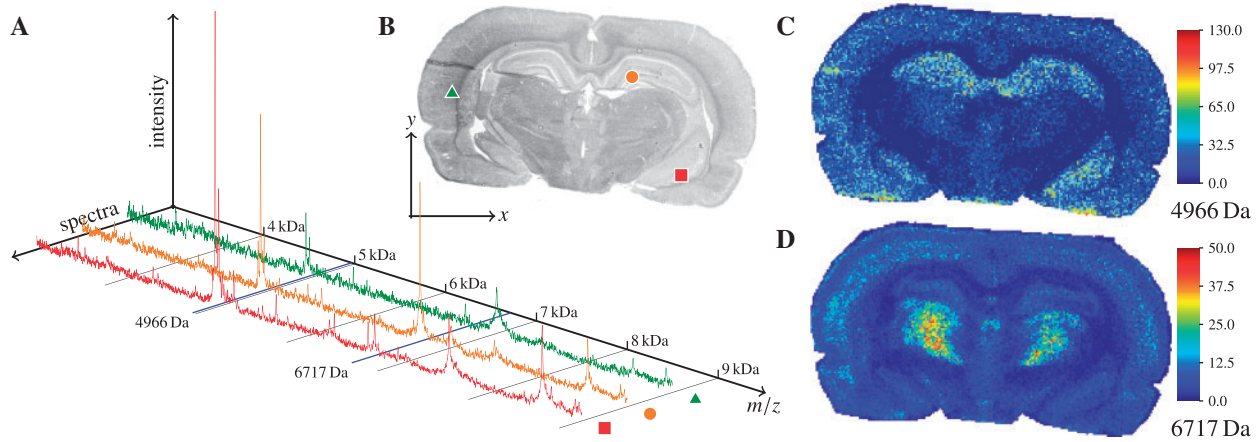 A
intensity
spectra
4 kDa
5 kDa
6 kDa
7 kDa
8 kDa
9 kDa
m/z
4966 Da
6717 Da
B
y
x
C
130.0
97.5
65.0
32.5
0.0
4966 Da
D
50.0
37.5
25.0
12.5
0.0
6717 Da